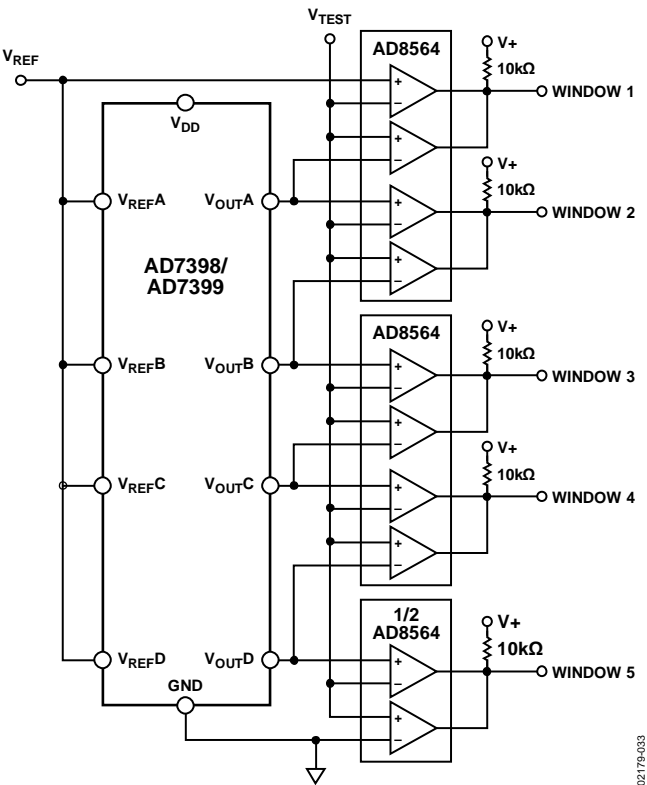 VTEST
VREF
AD8564
V+
10kΩ
+
–
WINDOW 1
+
–
VDD
V+
10kΩ
VREFA
VOUTA
+
–
WINDOW 2
+
–
AD7398/
AD7399
AD8564
V+
10kΩ
VREFB
VOUTB
+
–
WINDOW 3
+
–
V+
10kΩ
VREFC
VOUTC
+
–
WINDOW 4
+
–
1/2
AD8564
V+
10kΩ
VREFD
VOUTD
+
–
WINDOW 5
GND
+
–
02179-033